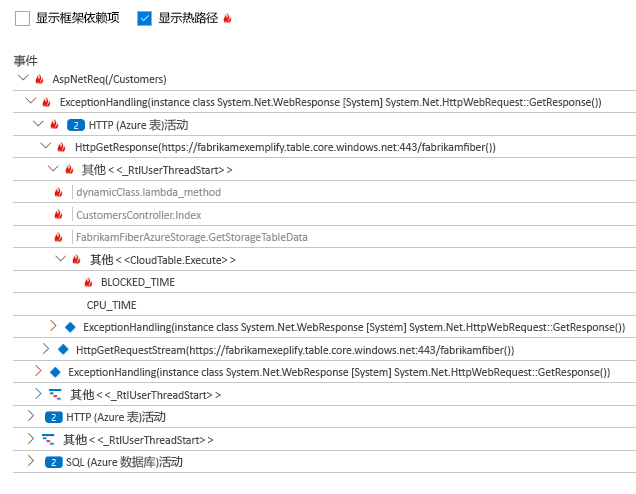 显示框架依赖项 显示热路径
事件
AspNetReq(/Customers)
ExceptionHandling(instance class System.Net.WebResponse [System] System.Net.HttpWebRequest::GetResponse())
2 HTTP (Azure 表)活动
HttpGetResponse(https://fabrikamexemplify.table.core.windows.net:443/fabrikamfiber())
其他 < <_RtlUserThreadStart> >
dynamicClass.lambda_method
CustomersController.Index
FabrikamFiberAzureStorage.GetStorageTableData
其他 < <CloudTable.Execute> >
BLOCKED_TIME
CPU_TIME
ExceptionHandling(instance class System.Net.WebResponse [System] System.Net.HttpWebRequest::GetResponse())
HttpGetRequestStream(https://fabrikamexeplify.table.core.windows.net:443/fabrikamfiber())
ExceptionHandling(instance class System.Net.WebResponse [System] System.Net.HttpWebRequest::GetResponse())
其他 < <_RtlUserThreadStart> >
2 HTTP (Azure 表)活动
其他 < <_RtlUserThreadStart> >
2 SQL (Azure 数据库)活动